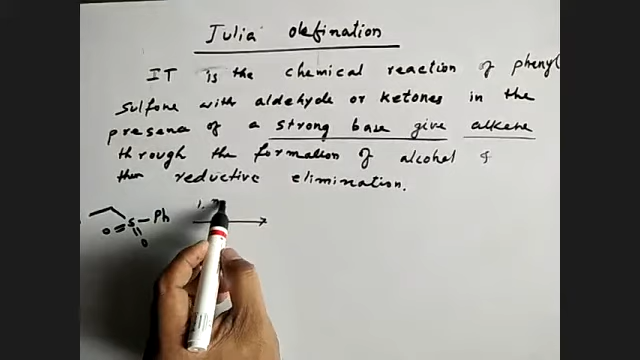 Julia olefination
IT is the chemical reaction of phenyl
sulfone with aldehyde or ketones in the
presence of a strong base give alkene
through the formation of alcohol &
then reductive elimination.
S Ph
O O
1.